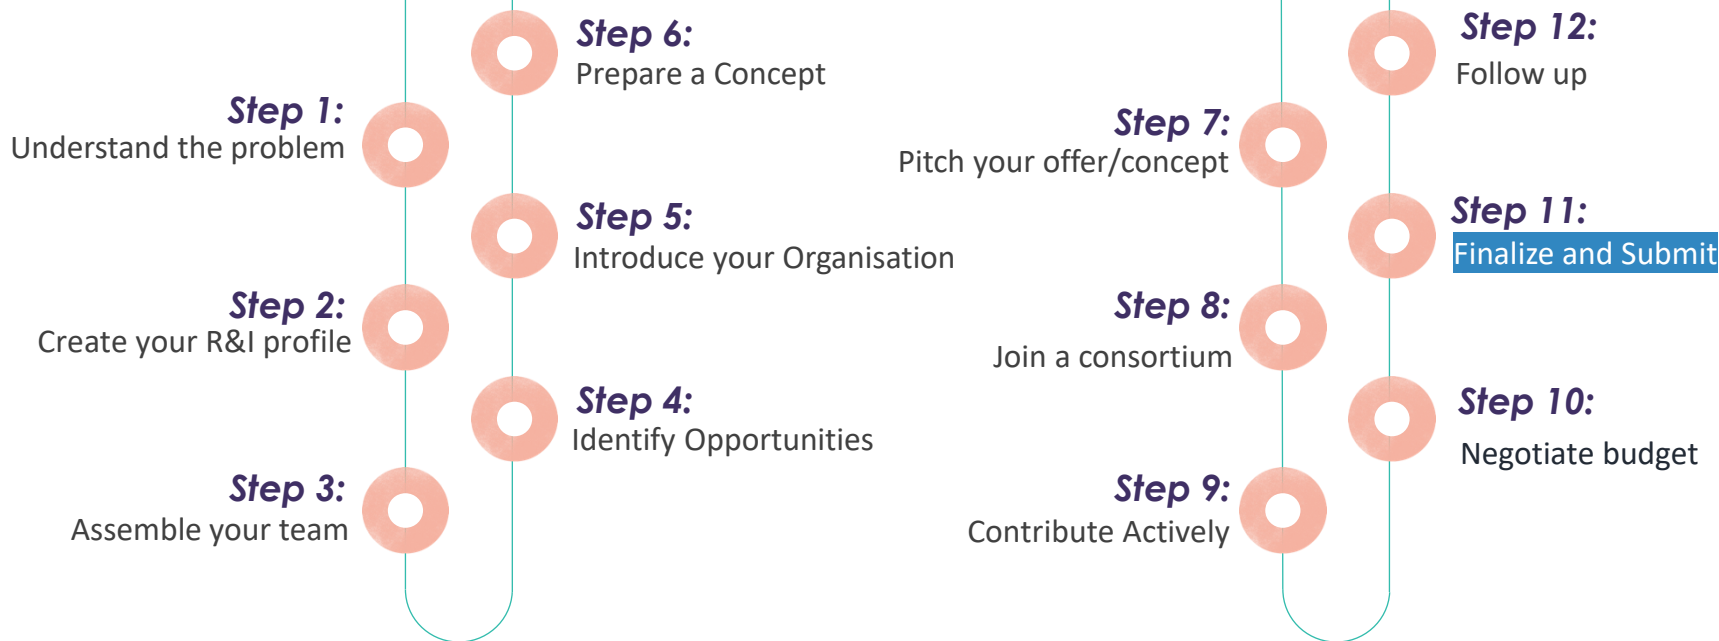 Step 1:
Understand the problem
Step 2:
Create your R&I profile
Step 3:
Assemble your team
Step 4:
Identify Opportunities
Step 5:
Introduce your Organisation
Step 6:
Prepare a Concept
Step 7:
Pitch your offer/concept
Step 8:
Join a consortium
Step 9:
Contribute Actively
Step 10:
Negotiate budget
Step 11:
Finalize and Submit
Step 12:
Follow up